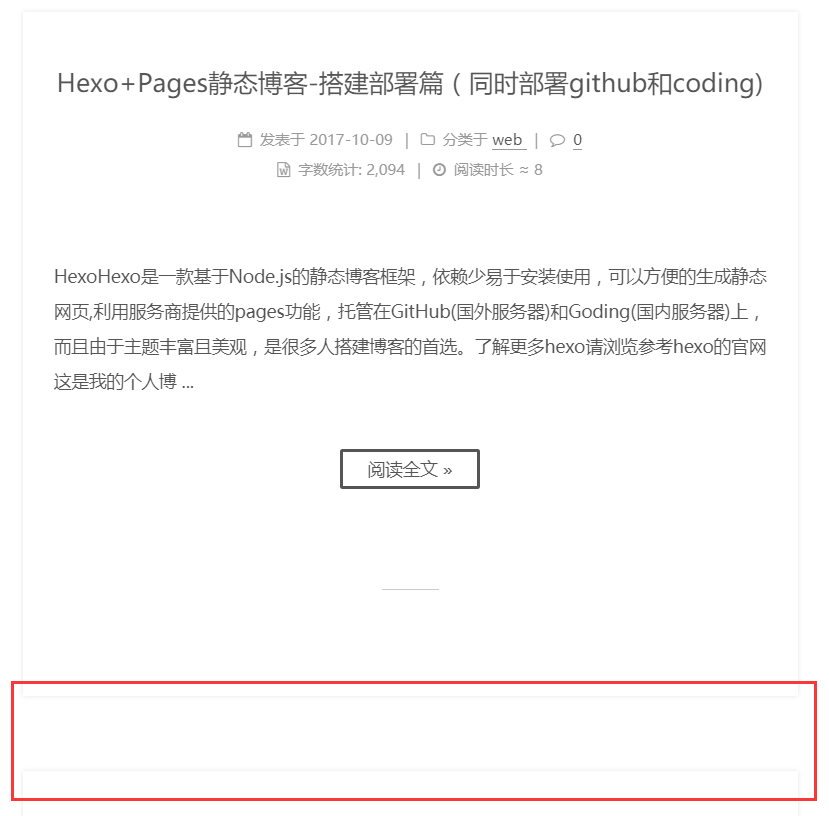 Hexo+Pages静态博客-搭建部署篇（同时部署github和coding)
发表于 2017-10-09 | 分类于 web | 0
字数统计: 2,094 | 阅读时长 ≈ 8
HexoHexo是一款基于Node.js的静态博客框架，依赖少易于安装使用，可以方便的生成静态
网页,利用服务商提供的pages功能，托管在GitHub(国外服务器)和Goding(国内服务器)上，
而且由于主题丰富且美观，是很多人搭建博客的首选。了解更多hexo请浏览参考hexo的官网
这是我的个人博 ...
阅读全文 »